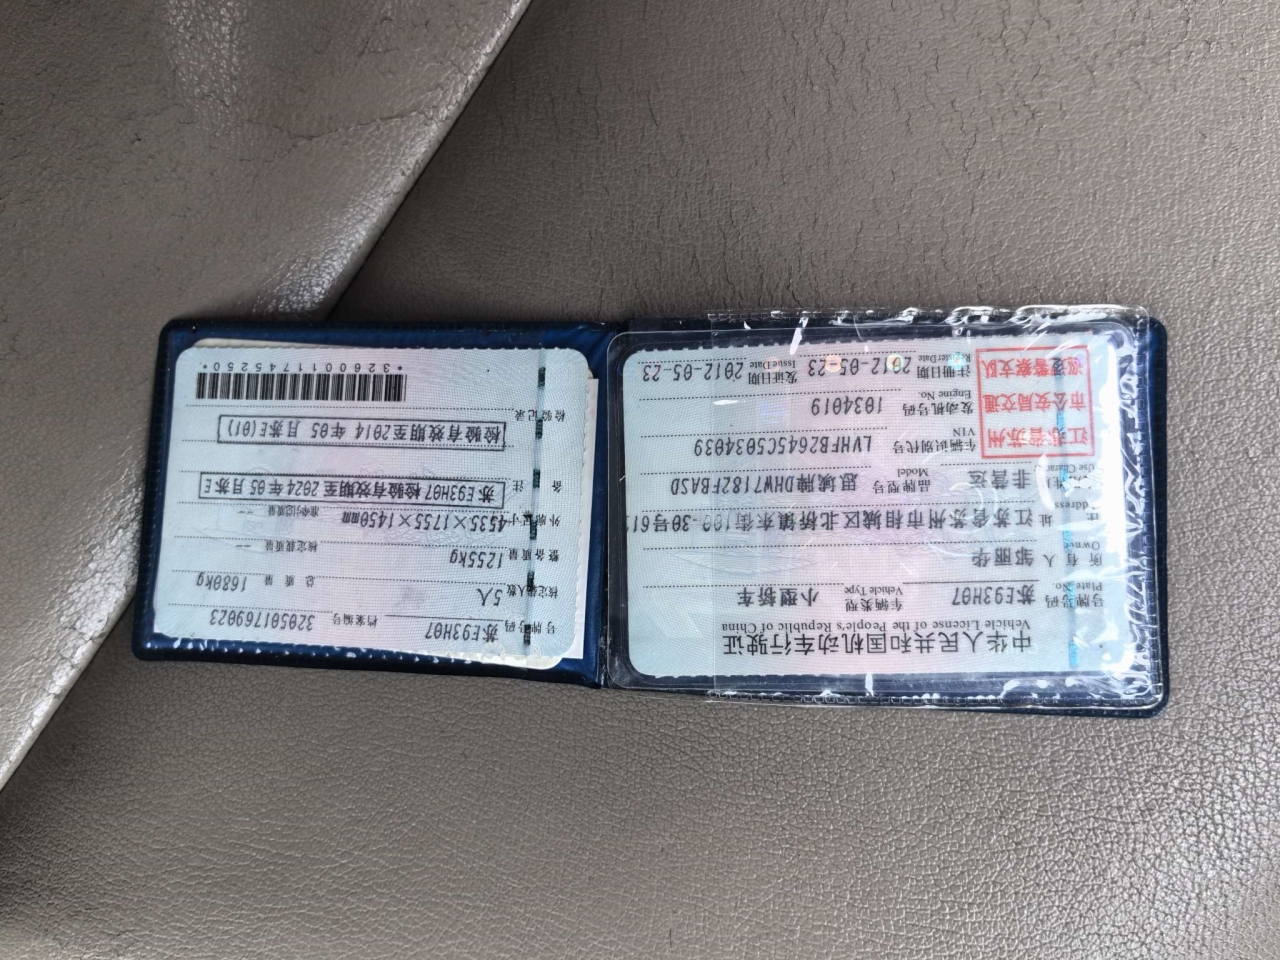 中华人民共和国机动车行驶证
Vehicle License of the People's Republic of China
号牌号码 苏E93H07 车辆类型 小型轿车
Plate No. Vehicle Type
所有人 邹丽华
Owner
住址 江苏省苏州市相城区北桥镇东街100-30号61
Address
使用性质 非营运 品牌型号 思域牌DHW7182FBASD
Use Character Model
江苏省苏州市公安局交通巡逻警察支队
车辆识别代号 LVHFB2645C5034039
VIN
发动机号码 1034019
Engine No.
注册日期 2012-05-23 发证日期 2012-05-23
Register Date Issue Date
号牌号码 苏E93H07 档案编号 320501769023
核定载人数 5人 总质量 1680kg
整备质量 1255kg 核定载质量 --
外廓尺寸 4535×1755×1450mm 准牵引总质量 --
备注 苏E93H07 检验有效期至2024年05月苏E
检验记录
检验有效期至2014年05月苏E(01)
*3260011745250*